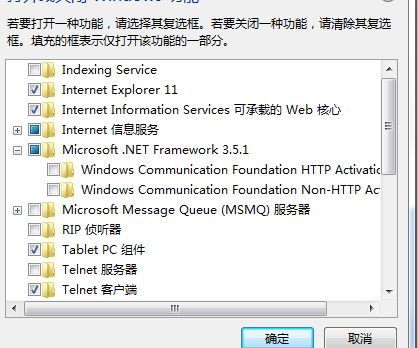 若要打开一种功能，请选择其复选框。若要关闭一种功能，请清除其复
选框。填充的框表示仅打开该功能的一部分。
Indexing Service
Internet Explorer 11
Internet Information Services 可承载的 Web 核心
Internet 信息服务
Microsoft .NET Framework 3.5.1
Windows Communication Foundation HTTP Activatio
Windows Communication Foundation Non-HTTP Ac
Microsoft Message Queue (MSMQ) 服务器
RIP 侦听器
Tablet PC 组件
Telnet 服务器
Telnet 客户端
确定
取消